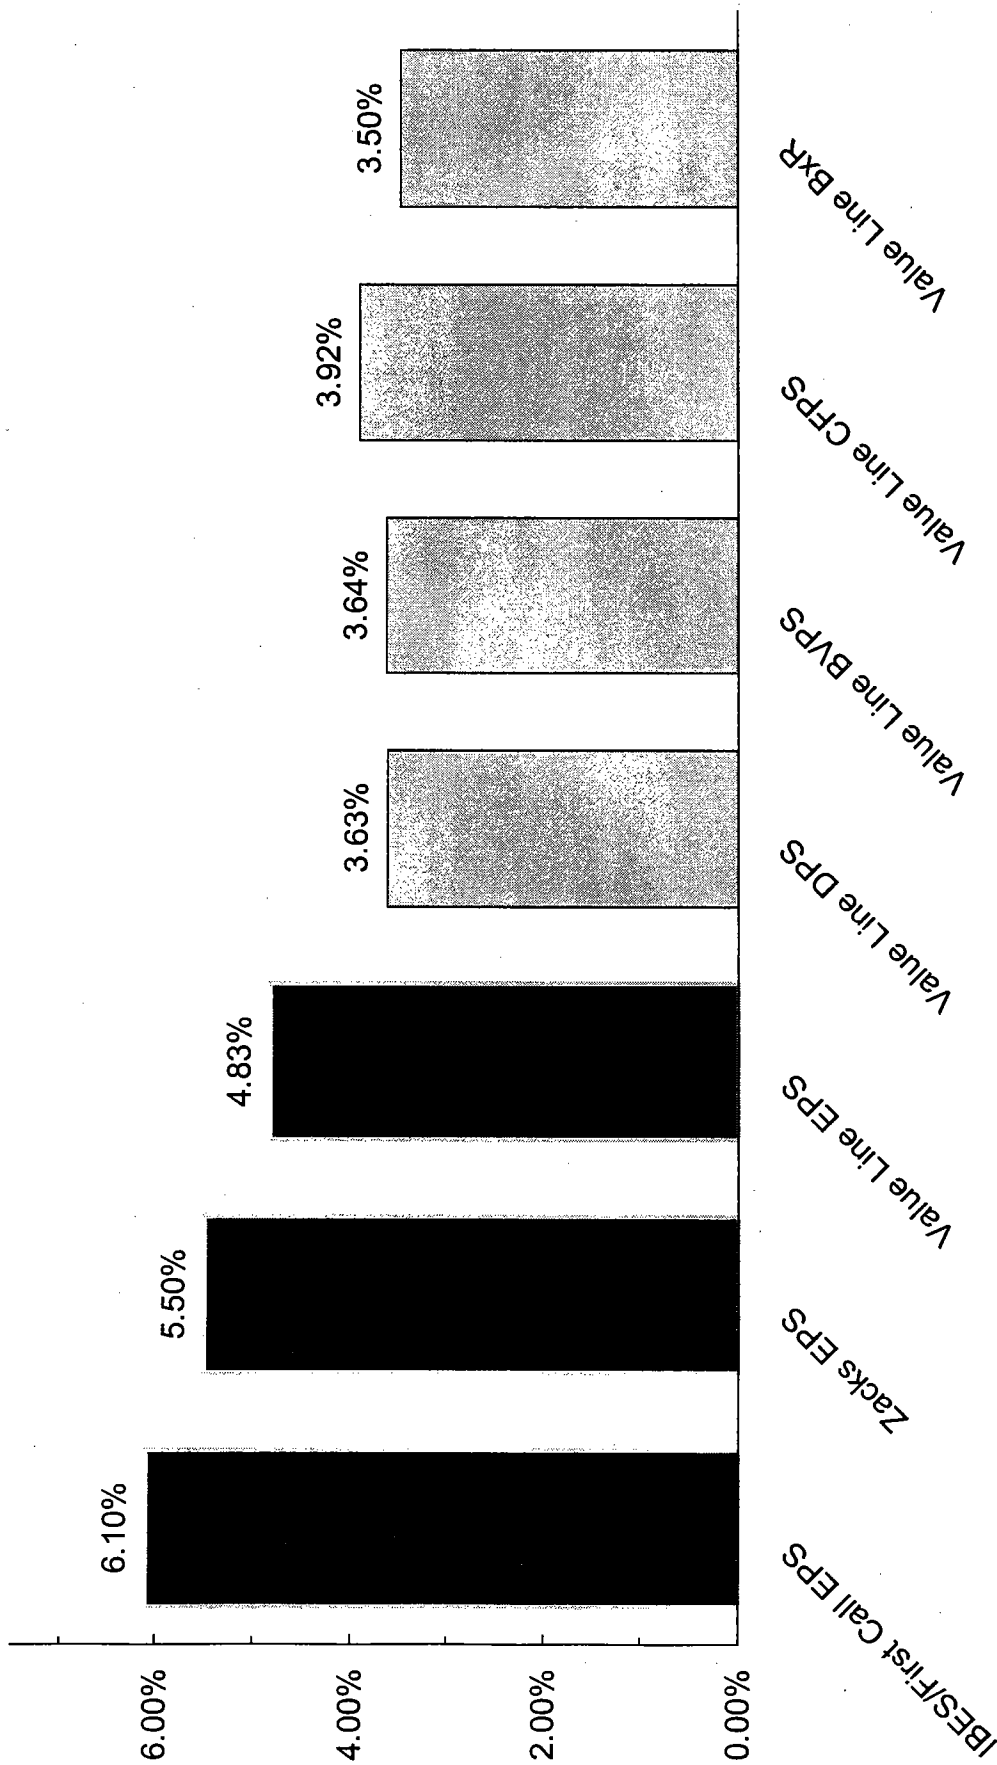 6.00%
4.00%
2.00%
0.00%
6.10%
5.50%
4.83%
3.63%
3.64%
3.92%
3.50%
IBES/First Call EPS
Zacks EPS
Value Line EPS
Value Line DPS
Value Line BVPS
Value Line CFPS
Value Line BxR